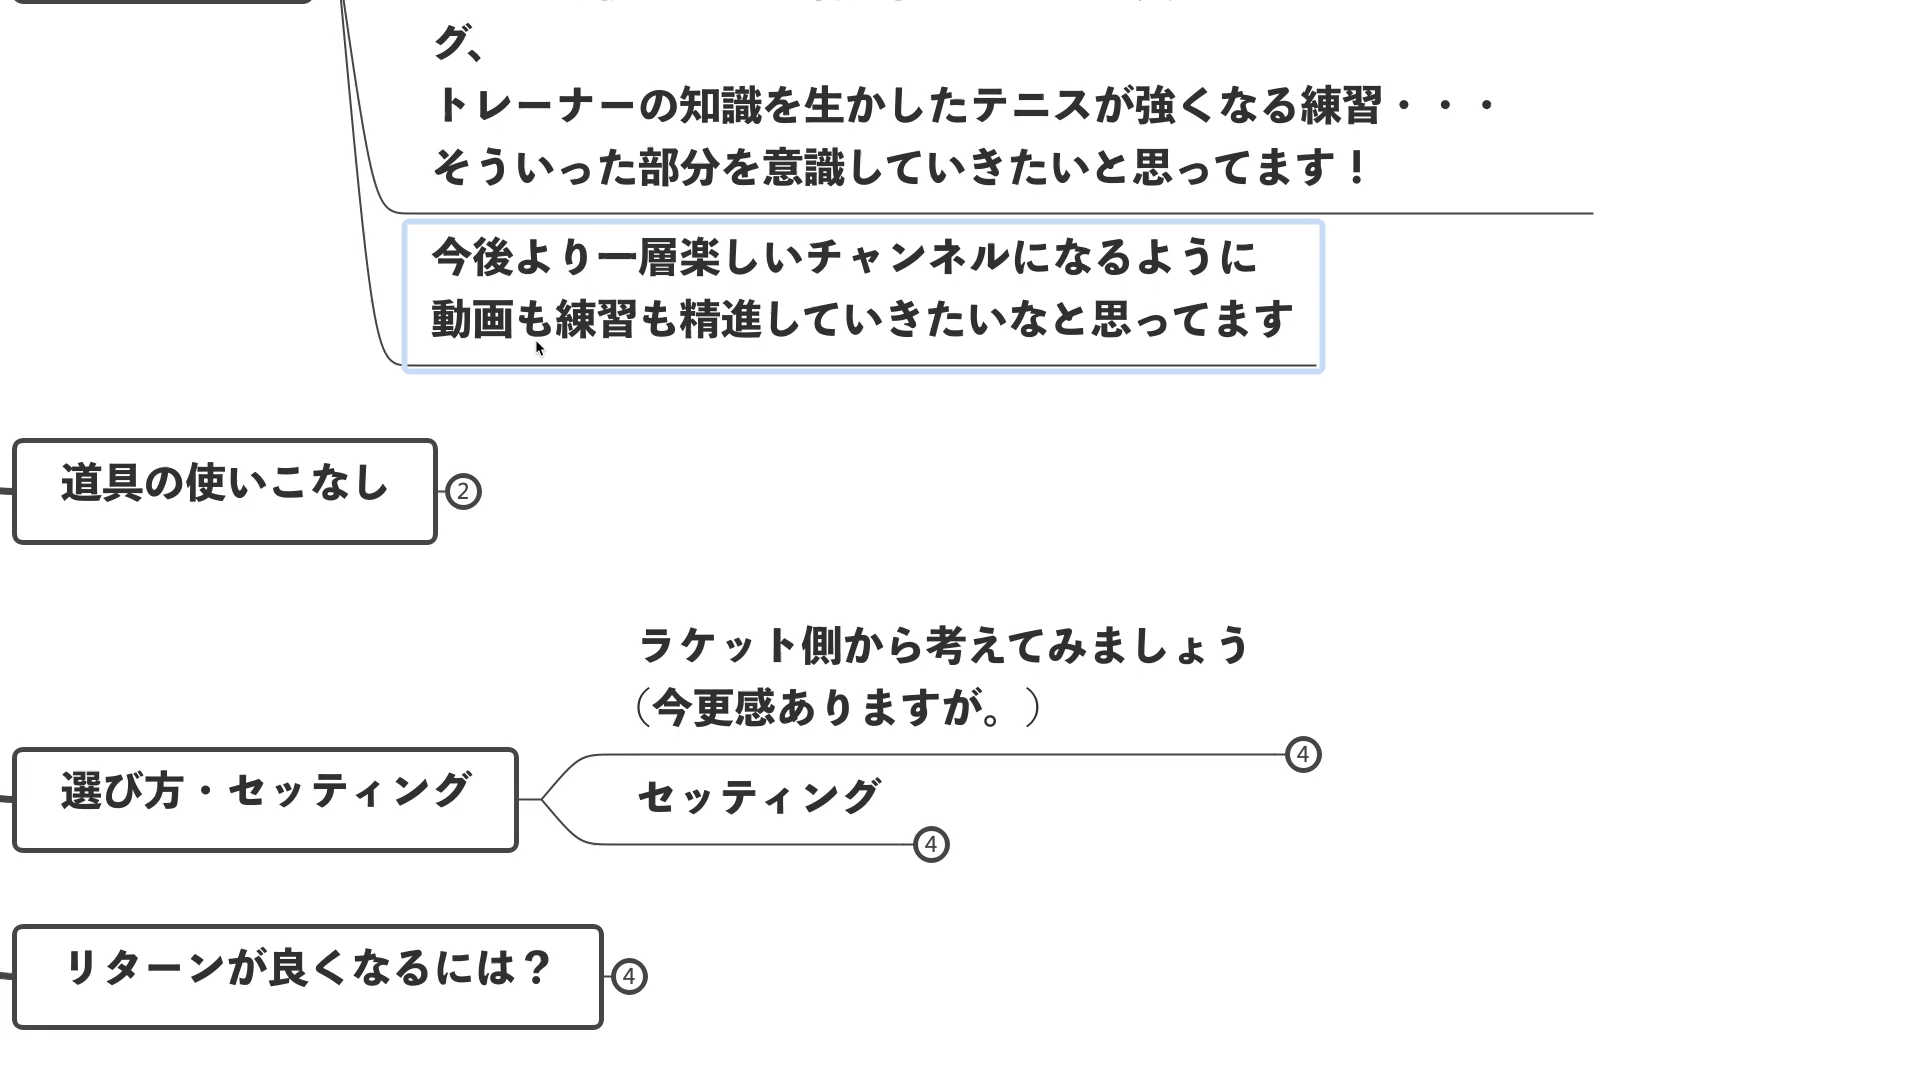 グ、
トレーナーの知識を生かしたテニスが強くなる練習・・・
そういった部分を意識していきたいと思ってます！
今後より一層楽しいチャンネルになるように
動画も練習も精進していきたいなと思ってます
道具の使いこなし
2
ラケット側から考えてみましょう
（今更感ありますが。）
4
選び方・セッティング
セッティング
4
リターンが良くなるには？
4